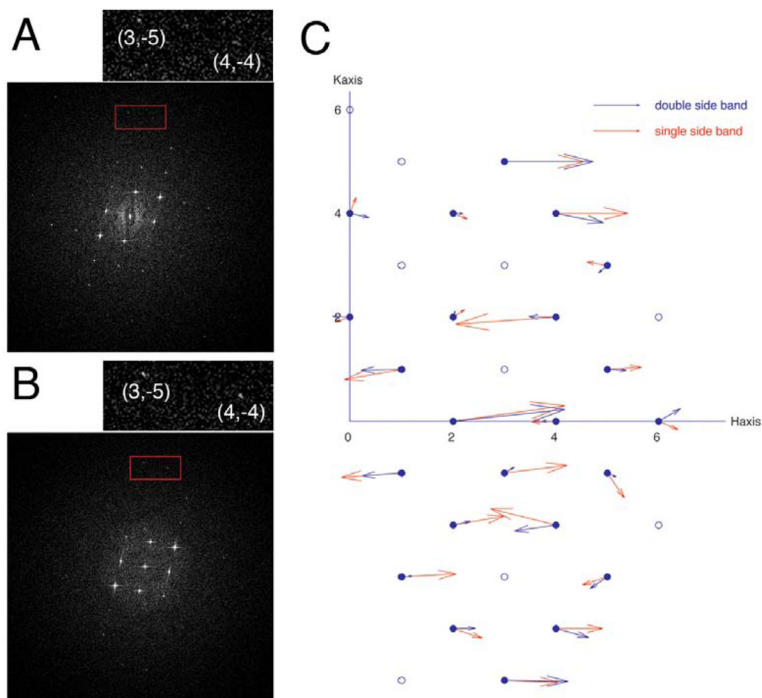 A
(3,-5)
(4,-4)
B
(3,-5)
(4,-4)
C
Kaxis
6
4
2
0
2
4
6
Haxis
double side band
single side band